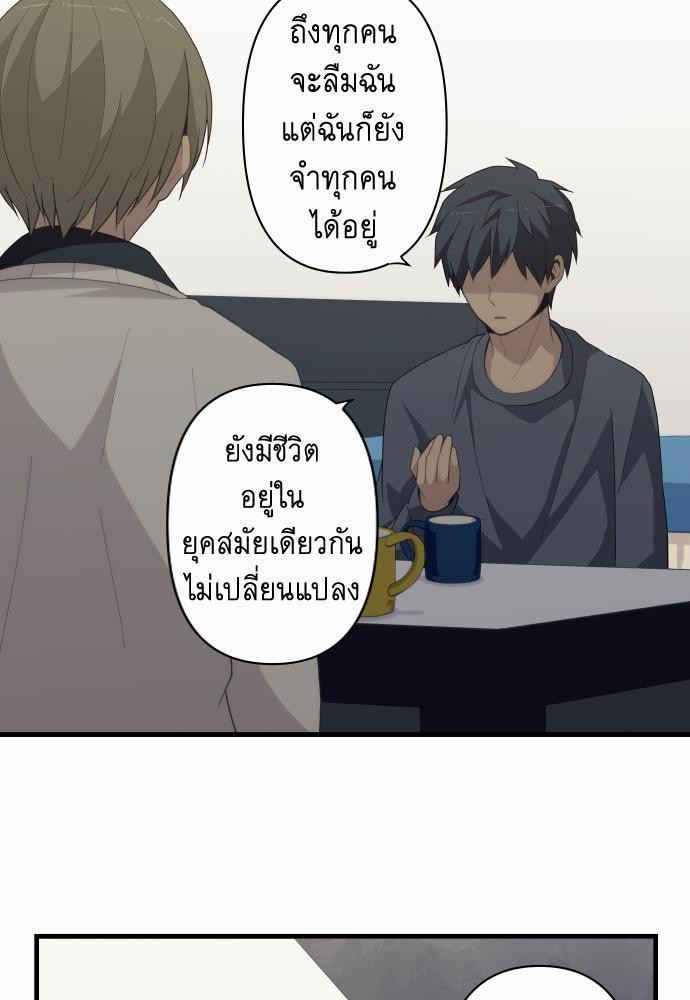 ถึงทุกคน
จะลืมฉัน
แต่ฉันก็ยัง
จำทุกคน
ได้อยู่
ยังมีชีวิต
อยู่ใน
ยุคสมัยเดียวกัน
ไม่เปลี่ยนแปลง